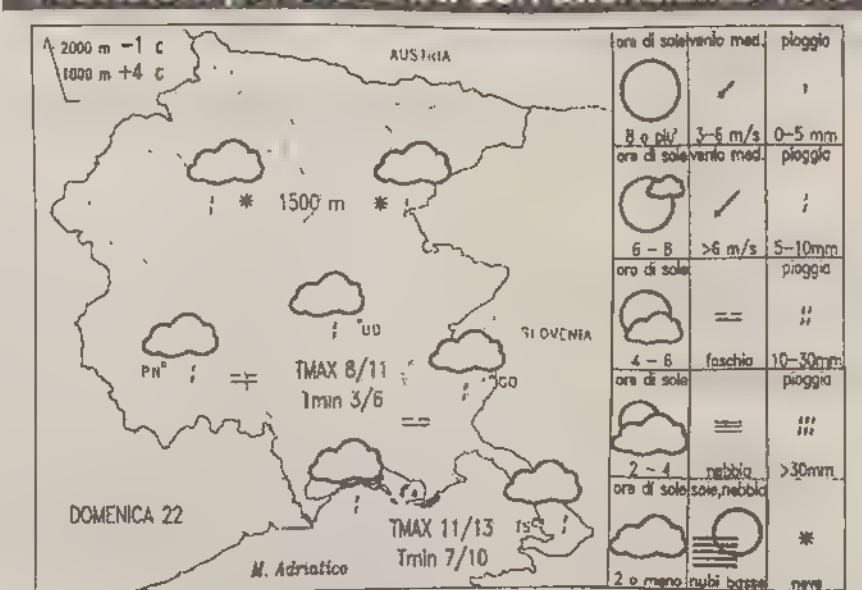 2000 m -1 c
1000 m +4 c
AUSTRIA
1500 m
UD
SLOVENIA
PN
TMAX 8/11
Tmin 3/6
GO
DOMENICA 22
TMAX 11/13
Tmin 7/10
TS
M. Adriatico
ore di sole vento med. pioggia
8 o piu' 3-6 m/s 0-5 mm
ore di sole vento med. pioggia
6 - 8 >6 m/s 5-10mm
ore di sole pioggia
4 - 6 foschia 10-30mm
ore di sole pioggia
2 - 4 nebbia >30mm
ore di sole sole,nebbia
2 o meno nubi basse neve